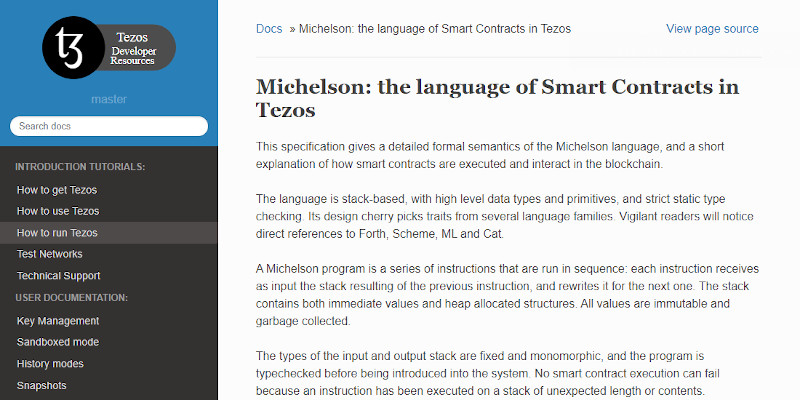 Tezos
Developer
Resources
master
Search docs
INTRODUCTION TUTORIALS:
How to get Tezos
How to use Tezos
How to run Tezos
Test Networks
Technical Support
USER DOCUMENTATION:
Key Management
Sandboxed mode
History modes
Snapshots
Docs » Michelson: the language of Smart Contracts in Tezos
View page source
Michelson: the language of Smart Contracts in
Tezos
This specification gives a detailed formal semantics of the Michelson language, and a short
explanation of how smart contracts are executed and interact in the blockchain.
The language is stack-based, with high level data types and primitives, and strict static type
checking. Its design cherry picks traits from several language families. Vigilant readers will notice
direct references to Forth, Scheme, ML and Cat.
A Michelson program is a series of instructions that are run in sequence: each instruction receives
as input the stack resulting of the previous instruction, and rewrites it for the next one. The stack
contains both immediate values and heap allocated structures. All values are immutable and
garbage collected.
The types of the input and output stack are fixed and monomorphic, and the program is
typechecked before being introduced into the system. No smart contract execution can fail
because an instruction has been executed on a stack of unexpected length or contents.